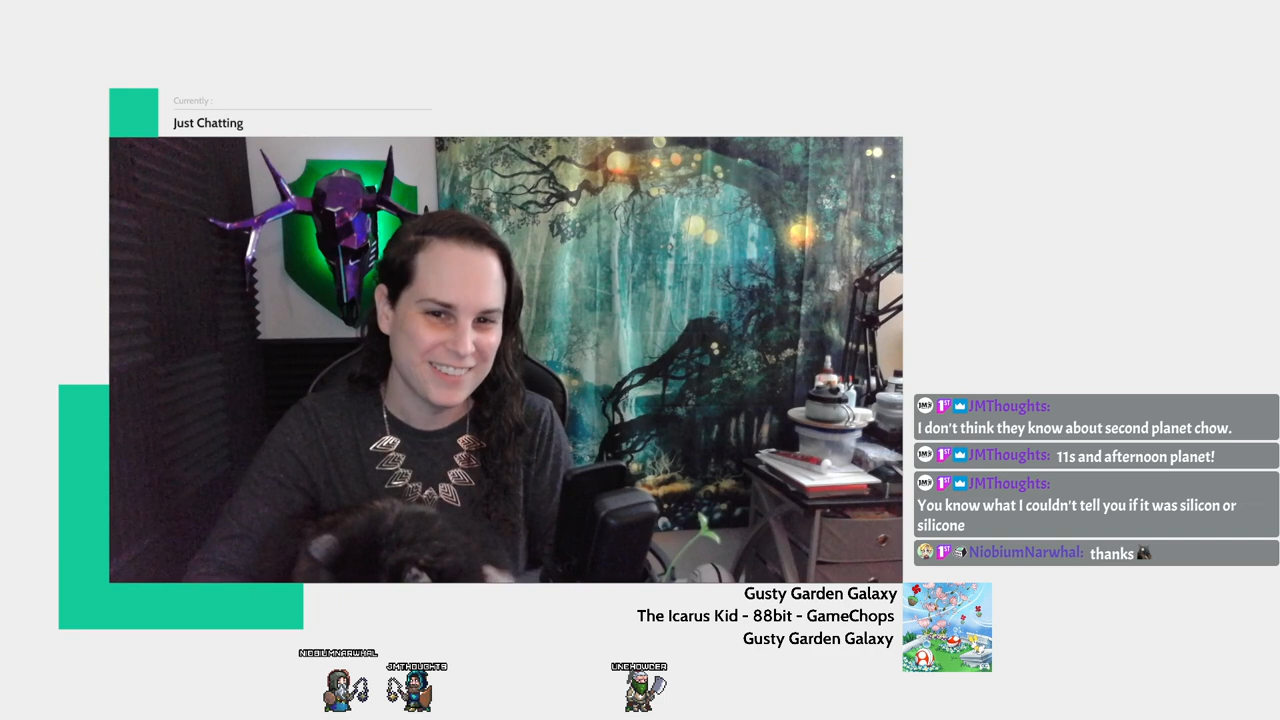 Currently :
Just Chatting
JMThoughts:
I don't think they know about second planet chow.
JMThoughts: 11s and afternoon planet!
JMThoughts:
You know what I couldn't tell you if it was silicon or
silicone
NiobiumNarwhal: thanks
Gusty Garden Galaxy
The Icarus Kid - 88bit - GameChops
Gusty Garden Galaxy
NIOBIUMNARWHAL
JMTHOUGHTS
UNCHOWDER